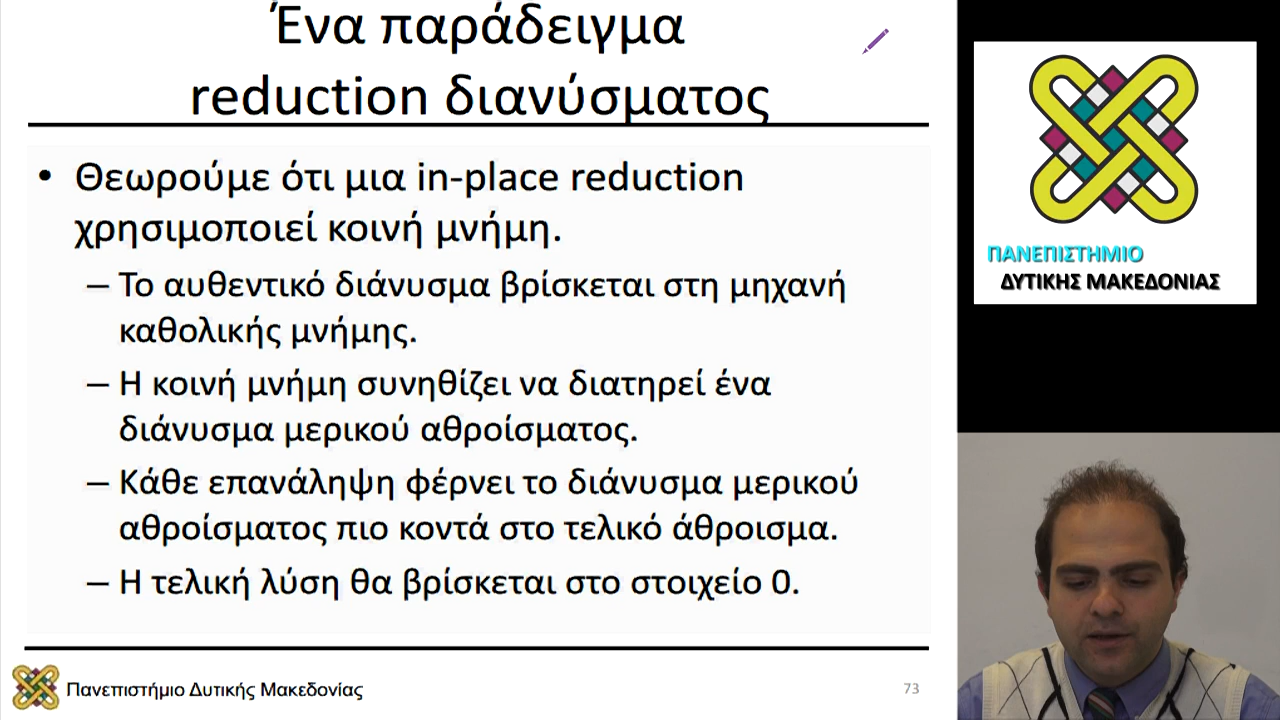 Ένα παράδειγμα
reduction διανύσματος
• Θεωρούμε ότι μια in-place reduction
χρησιμοποιεί κοινή μνήμη.
– Το αυθεντικό διάνυσμα βρίσκεται στη μηχανή
καθολικής μνήμης.
– Η κοινή μνήμη συνηθίζει να διατηρεί ένα
διάνυσμα μερικού αθροίσματος.
– Κάθε επανάληψη φέρνει το διάνυσμα μερικού
αθροίσματος πιο κοντά στο τελικό άθροισμα.
– Η τελική λύση θα βρίσκεται στο στοιχείο 0.
Πανεπιστήμιο Δυτικής Μακεδονίας
73
ΠΑΝΕΠΙΣΤΗΜΙΟ
ΔΥΤΙΚΗΣ ΜΑΚΕΔΟΝΙΑΣ